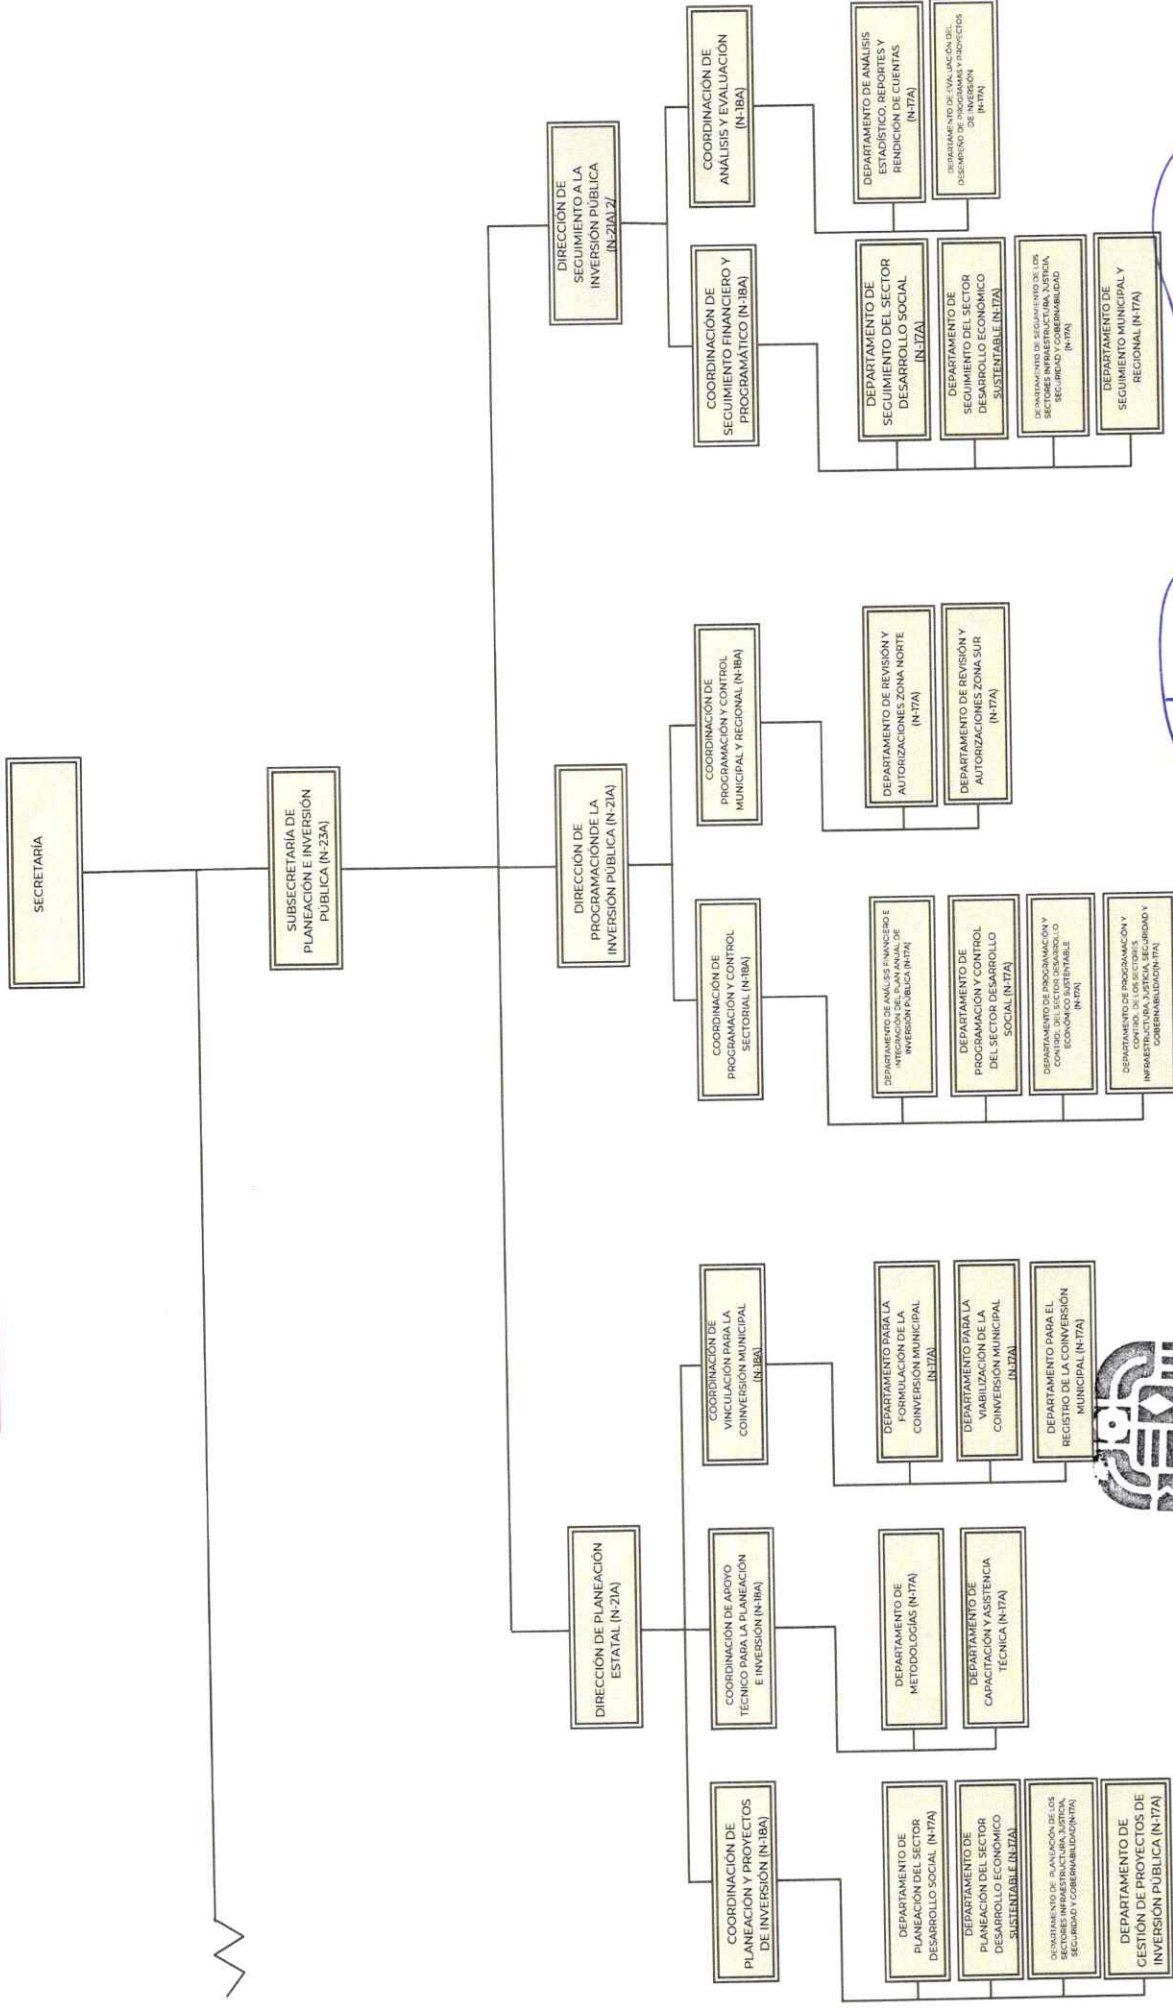 SECRETARÍA
SUBSECRETARÍA DE
PLANEACIÓN E INVERSIÓN
PÚBLICA (N-23A)
DIRECCIÓN DE PLANEACIÓN
ESTATAL (N-21A)
DIRECCIÓN DE
PROGRAMACIÓNDE LA
INVERSIÓN PÚBLICA (N-21A)
DIRECCIÓN DE
SEGUIMIENTO A LA
INVERSIÓN PÚBLICA
(N-21A) 2/
COORDINACIÓN DE
PLANEACIÓN Y PROYECTOS
DE INVERSIÓN (N-18A)
COORDINACIÓN DE APOYO
TÉCNICO PARA LA PLANEACIÓN
E INVERSIÓN (N-18A)
COORDINACIÓN DE
VINCULACIÓN PARA LA
COINVERSIÓN MUNICIPAL
(N-18A)
COORDINACIÓN DE
PROGRAMACIÓN Y CONTROL
SECTORIAL (N-18A)
COORDINACIÓN DE
PROGRAMACIÓN Y CONTROL
MUNICIPAL Y REGIONAL (N-18A)
COORDINACIÓN DE
SEGUIMIENTO FINANCIERO Y
PROGRAMÁTICO (N-18A)
COORDINACIÓN DE
ANÁLISIS Y EVALUACIÓN
(N-18A)
DEPARTAMENTO DE
PLANEACIÓN DEL SECTOR
DESARROLLO SOCIAL (N-17A)
DEPARTAMENTO DE
PLANEACIÓN DEL SECTOR
DESARROLLO ECONÓMICO
SUSTENTABLE (N-17A)
DEPARTAMENTO DE PLANEACIÓN DE LOS
SECTORES INFRAESTRUCTURA, JUSTICIA,
SEGURIDAD Y GOBERNABILIDAD(N-17A)
DEPARTAMENTO DE
GESTIÓN DE PROYECTOS DE
INVERSIÓN PÚBLICA (N-17A)
DEPARTAMENTO DE
METODOLOGÍAS (N-17A)
DEPARTAMENTO DE
CAPACITACIÓN Y ASISTENCIA
TÉCNICA (N-17A)
DEPARTAMENTO PARA LA
FORMULACIÓN DE LA
COINVERSIÓN MUNICIPAL
(N-17A)
DEPARTAMENTO PARA LA
VIABILIZACIÓN DE LA
COINVERSIÓN MUNICIPAL
(N-17A)
DEPARTAMENTO PARA EL
REGISTRO DE LA COINVERSIÓN
MUNICIPAL (N-17A)
DEPARTAMENTO DE ANÁLISIS FINANCIERO E
INTEGRACIÓN DEL PLAN ANUAL DE
INVERSIÓN PÚBLICA (N-17A)
DEPARTAMENTO DE
PROGRAMACIÓN Y CONTROL
DEL SECTOR DESARROLLO
SOCIAL (N-17A)
DEPARTAMENTO DE PROGRAMACIÓN Y
CONTROL DEL SECTOR DESARROLLO
ECONÓMICO SUSTENTABLE
(N-17A)
DEPARTAMENTO DE PROGRAMACIÓN Y
CONTROL DE LOS SECTORES
INFRAESTRUCTURA, JUSTICIA, SEGURIDAD Y
GOBERNABILIDAD(N-17A)
DEPARTAMENTO DE REVISIÓN Y
AUTORIZACIONES ZONA NORTE
(N-17A)
DEPARTAMENTO DE REVISIÓN Y
AUTORIZACIONES ZONA SUR
(N-17A)
DEPARTAMENTO DE
SEGUIMIENTO DEL SECTOR
DESARROLLO SOCIAL
(N-17A)
DEPARTAMENTO DE
SEGUIMIENTO DEL SECTOR
DESARROLLO ECONÓMICO
SUSTENTABLE (N-17A)
DEPARTAMENTO DE SEGUIMIENTO DE LOS
SECTORES INFRAESTRUCTURA, JUSTICIA,
SEGURIDAD Y GOBERNABILIDAD
(N-17A)
DEPARTAMENTO DE
SEGUIMIENTO MUNICIPAL Y
REGIONAL (N-17A)
DEPARTAMENTO DE ANÁLISIS
ESTADÍSTICO, REPORTES Y
RENDICIÓN DE CUENTAS
(N-17A)
DEPARTAMENTO DE EVALUACIÓN DEL
DESEMPEÑO DE PROGRAMAS Y PROYECTOS
DE INVERSIÓN
(N-17A)